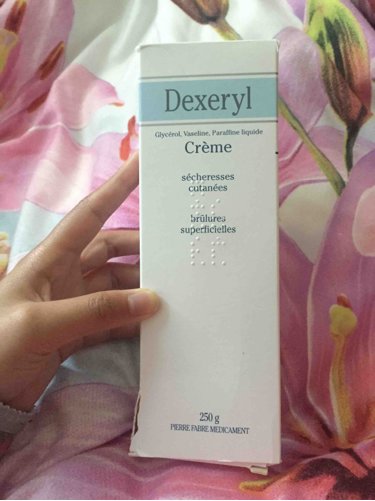 Dexeryl
Glycérol, Vaseline, Paraffine liquide
Crème
sécheresses
cutanées
brûlures
superficielles
250 g
PIERRE FABRE MEDICAMENT